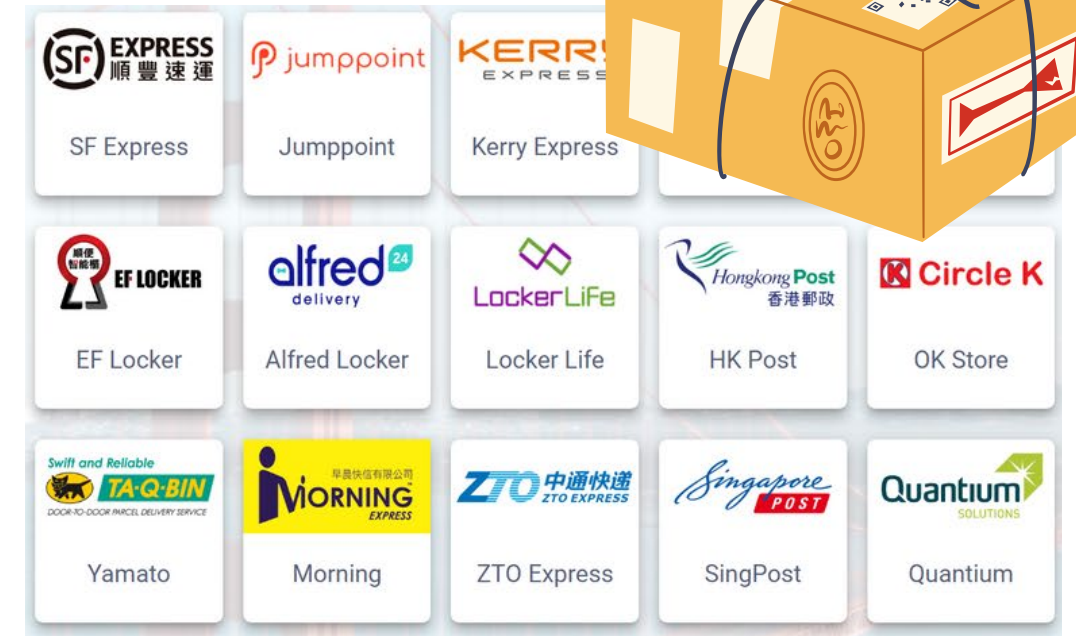 SF EXPRESS
順豐速運
SF Express
jumppoint
Jumppoint
KERRY
EXPRESS
Kerry Express
順便
智能櫃
EF LOCKER
EF Locker
alfred 24
delivery
Alfred Locker
LockerLiFe
Locker Life
Hongkong Post
香港郵政
HK Post
K Circle K
OK Store
Swift and Reliable
TA-Q-BIN
DOOR-TO-DOOR PARCEL DELIVERY SERVICE
Yamato
早晨快信有限公司
MORNING
EXPRESS
Morning
ZTO 中通快递
ZTO EXPRESS
ZTO Express
Singapore
POST
SingPost
Quantium
SOLUTIONS
Quantium